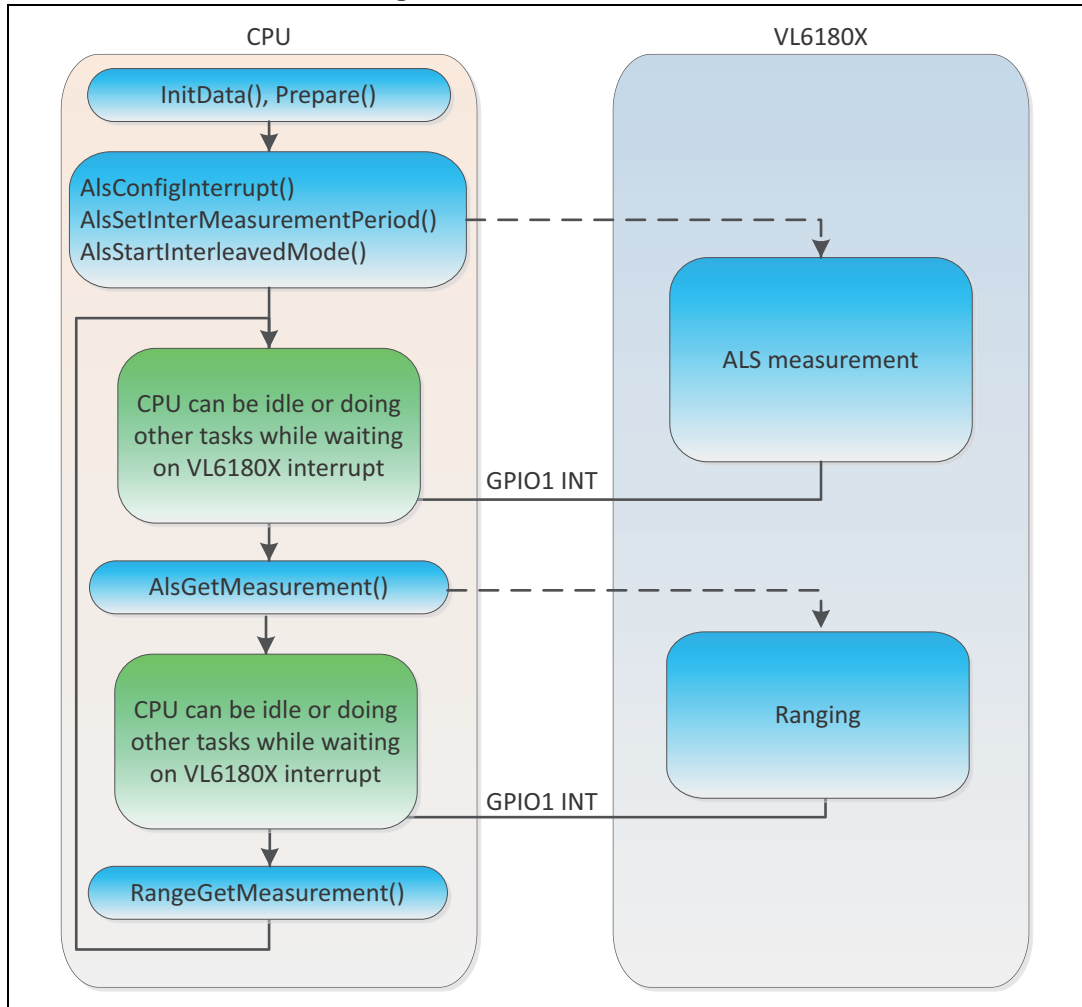 CPU
VL6180X
InitData(), Prepare()
AlsConfigInterrupt()
AlsSetInterMeasurementPeriod()
AlsStartInterleavedMode()
ALS measurement
CPU can be idle or doing
other tasks while waiting
on VL6180X interrupt
GPIO1 INT
AlsGetMeasurement()
CPU can be idle or doing
other tasks while waiting
on VL6180X interrupt
Ranging
GPIO1 INT
RangeGetMeasurement()